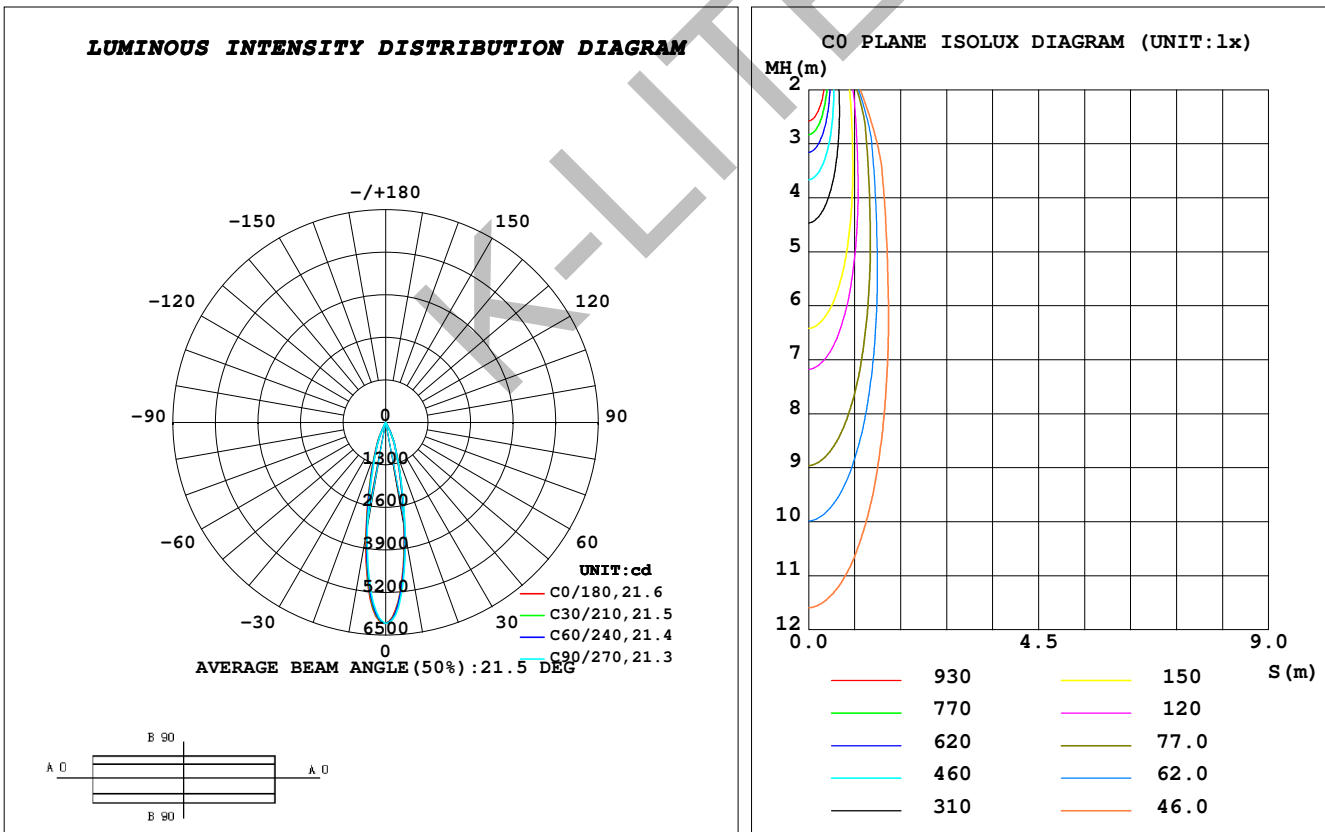 LUMINOUS INTENSITY DISTRIBUTION DIAGRAM
-/+180
-150 150
-120 120
-90 90
-60 60
-30 30
0
1300
2600
3900
5200
6500
0
UNIT:cd
C0/180,21.6
C30/210,21.5
C60/240,21.4
C90/270,21.3
AVERAGE BEAM ANGLE(50%):21.5 DEG
B 90
A 0 A 0
B 90
K-LITE
C0 PLANE ISOLUX DIAGRAM (UNIT:lx)
MH(m)
2
3
4
5
6
7
8
9
10
11
12
0.0 4.5 9.0
S(m)
930 150
770 120
620 77.0
460 62.0
310 46.0